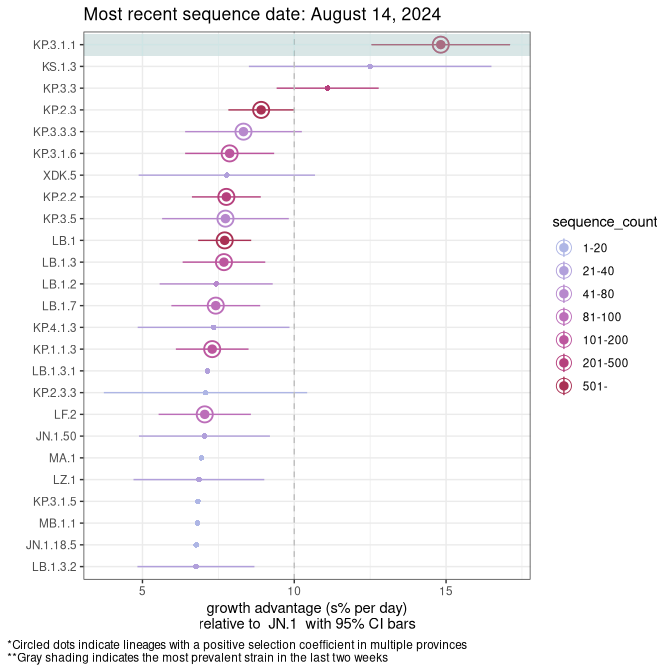 Most recent sequence date: August 14, 2024
KP.3.1.1
KS.1.3
KP.3.3
KP.2.3
KP.3.3.3
KP.3.1.6
XDK.5
KP.2.2
KP.3.5
LB.1
LB.1.3
LB.1.2
LB.1.7
KP.4.1.3
KP.1.1.3
LB.1.3.1
KP.2.3.3
LF.2
JN.1.50
MA.1
LZ.1
KP.3.1.5
MB.1.1
JN.1.18.5
LB.1.3.2
5 10 15
growth advantage (s% per day)
relative to JN.1 with 95% CI bars
sequence_count
1-20
21-40
41-80
81-100
101-200
201-500
501-
*Circled dots indicate lineages with a positive selection coefficient in multiple provinces
**Gray shading indicates the most prevalent strain in the last two weeks